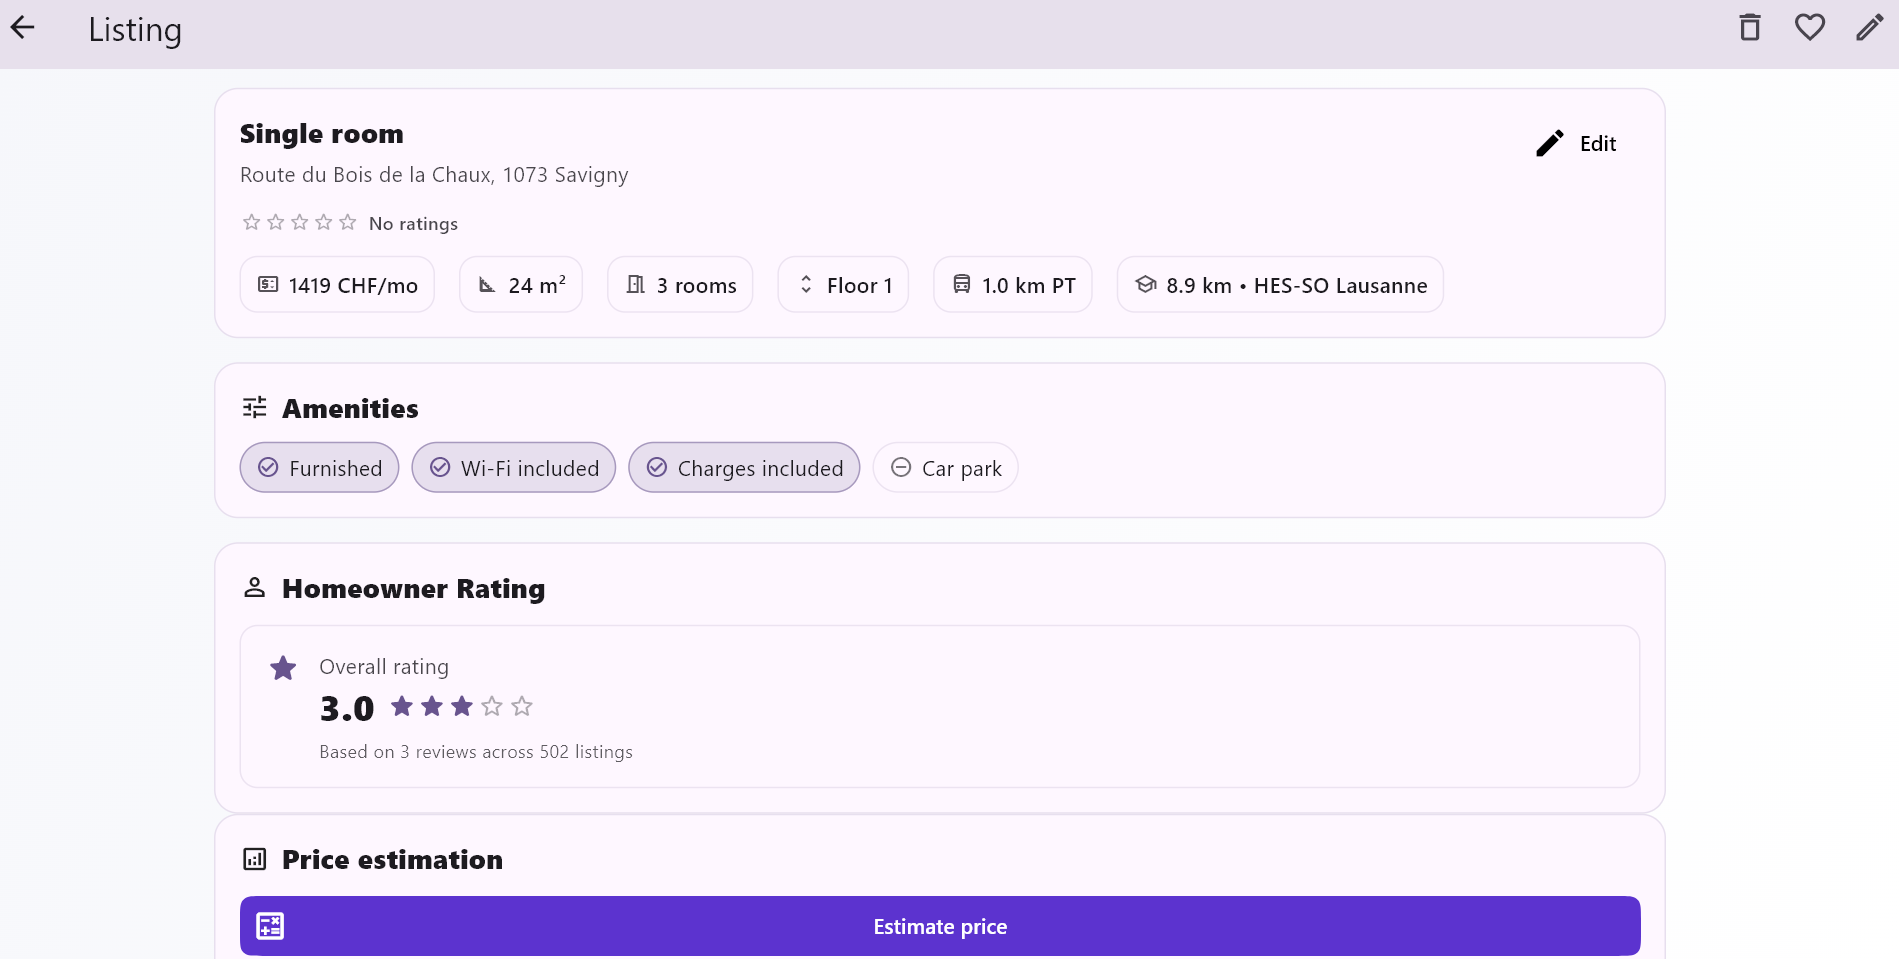 Listing
Single room
Edit
Route du Bois de la Chaux, 1073 Savigny
No ratings
1419 CHF/mo
24 m²
3 rooms
Floor 1
1.0 km PT
8.9 km • HES-SO Lausanne
Amenities
Furnished
Wi-Fi included
Charges included
Car park
Homeowner Rating
Overall rating
3.0
Based on 3 reviews across 502 listings
Price estimation
Estimate price